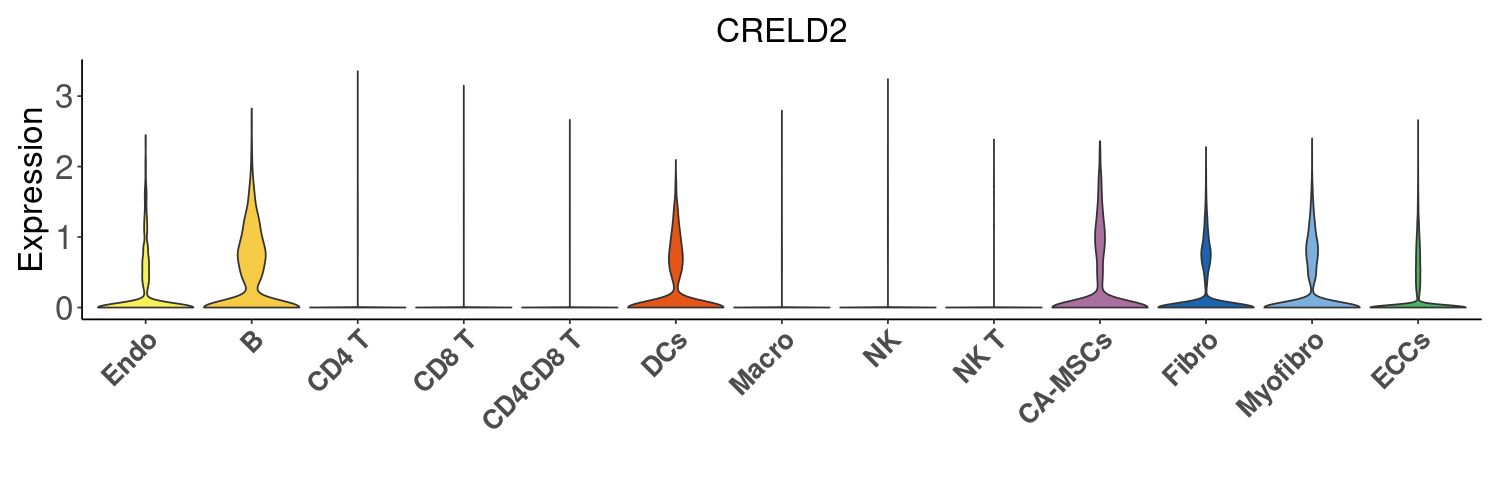 CRELD2
Expression
3
2
1
0
Endo
B
CD4 T
CD8 T
CD4CD8 T
DCs
Macro
NK
NK T
CA-MSCs
Fibro
Myofibro
ECCs